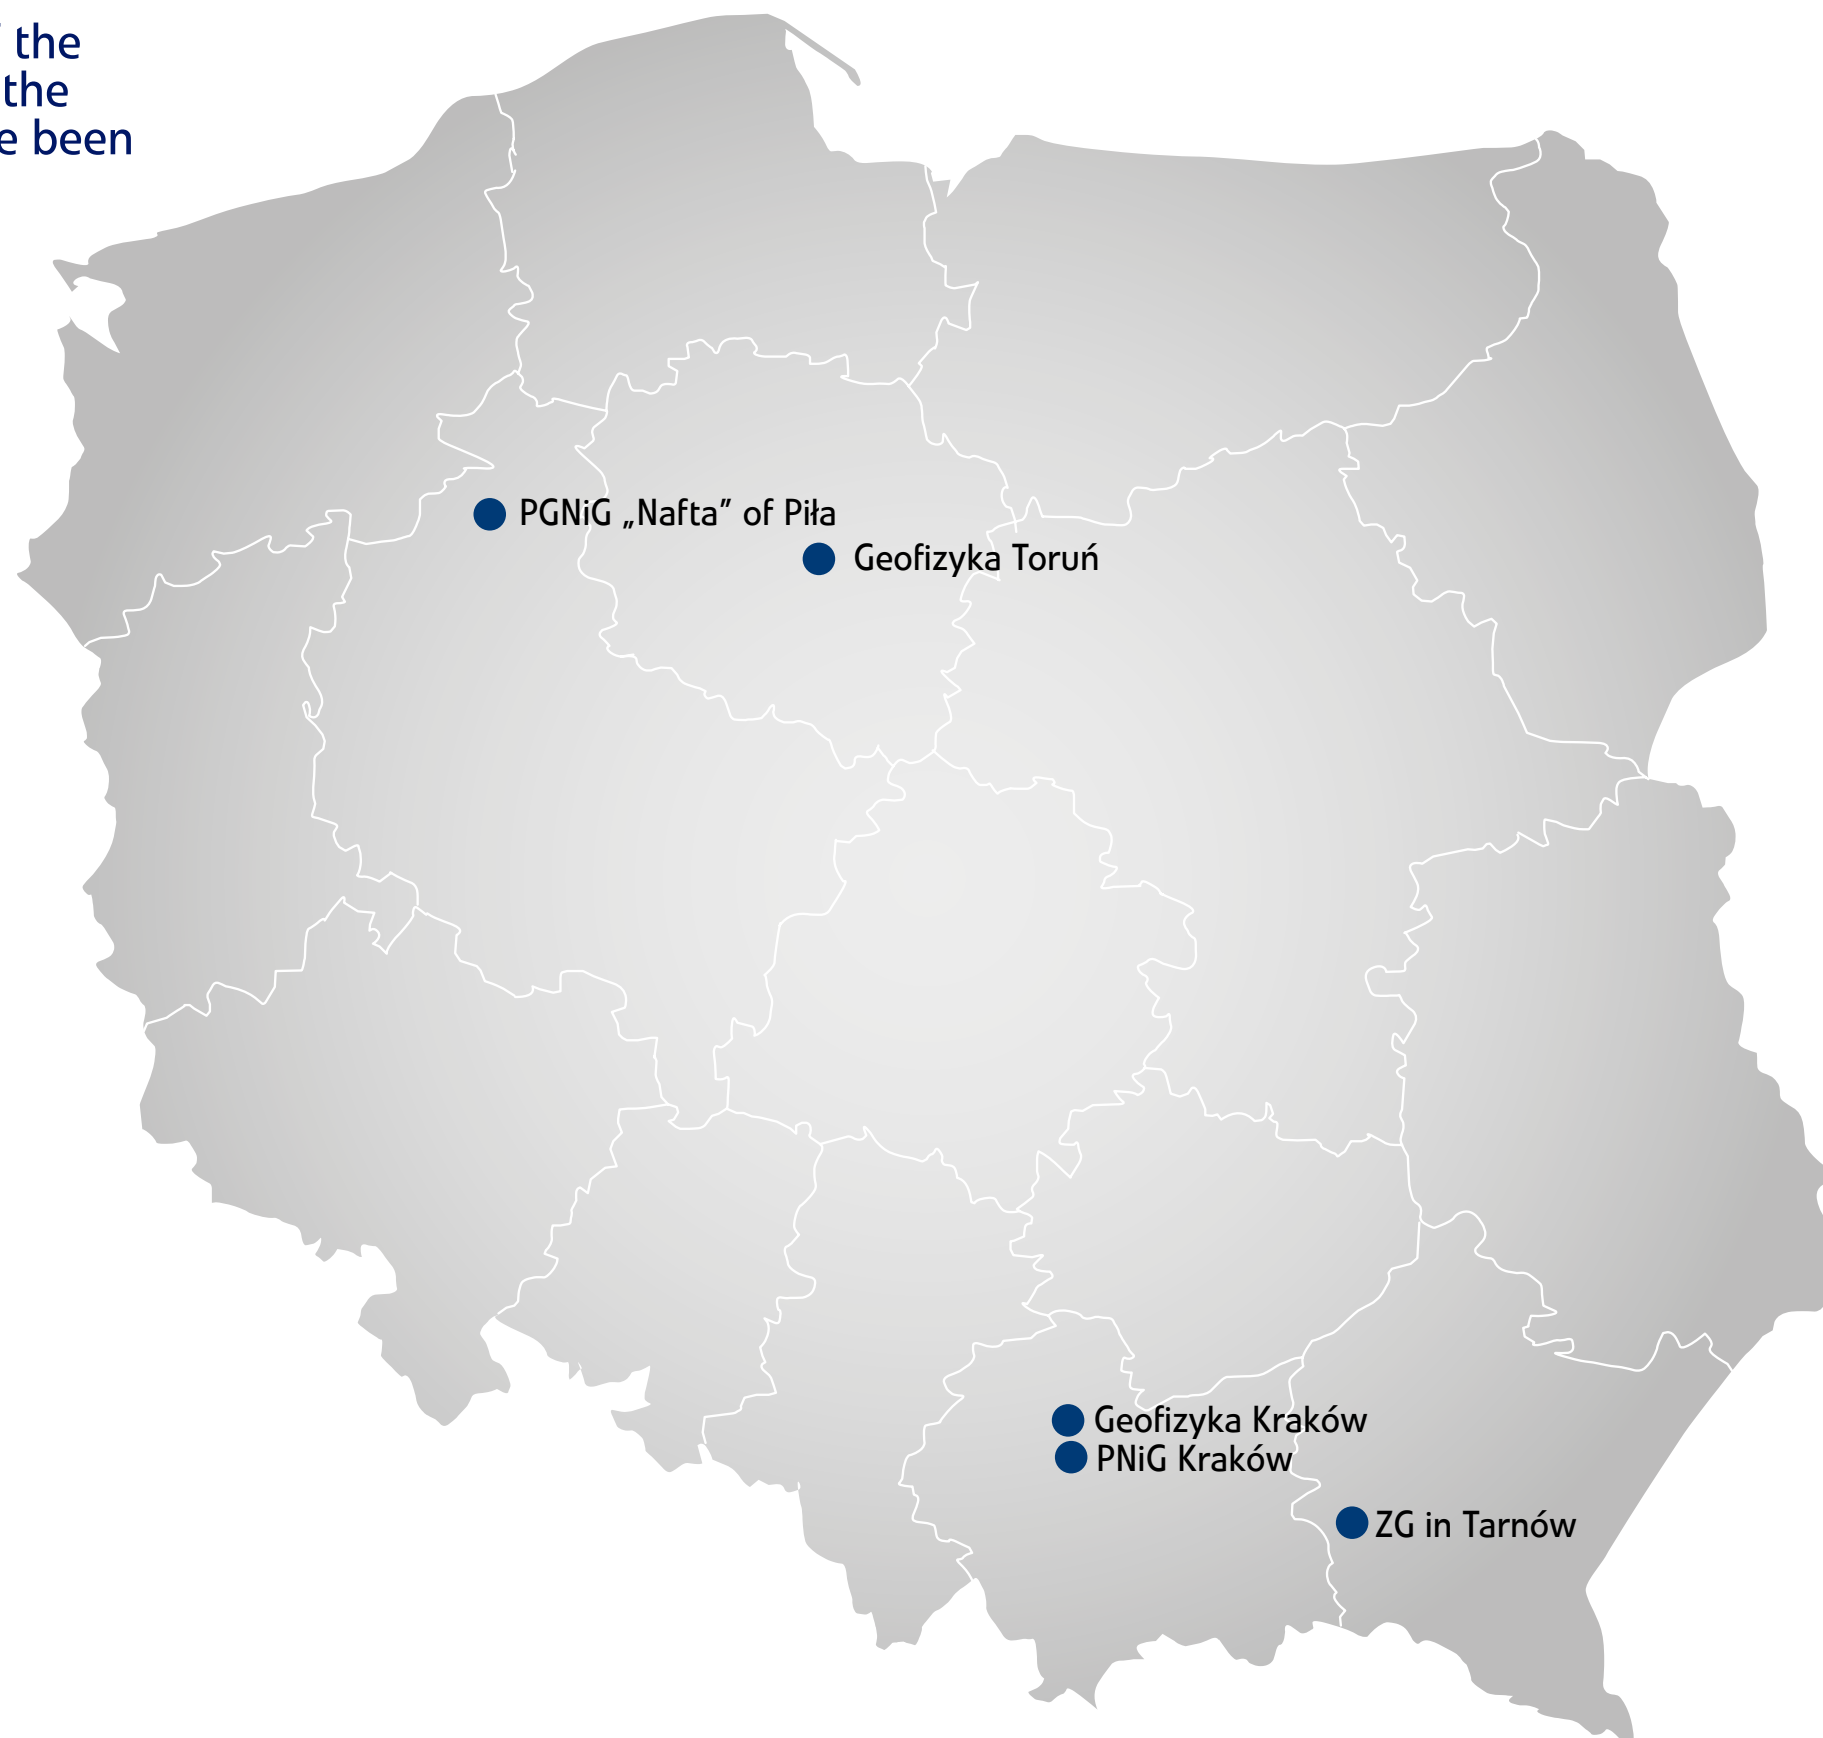 the
the
been
PGNiG „Nafta” of Piła
Geofizyka Toruń
Geofizyka Kraków
PNiG Kraków
ZG in Tarnów